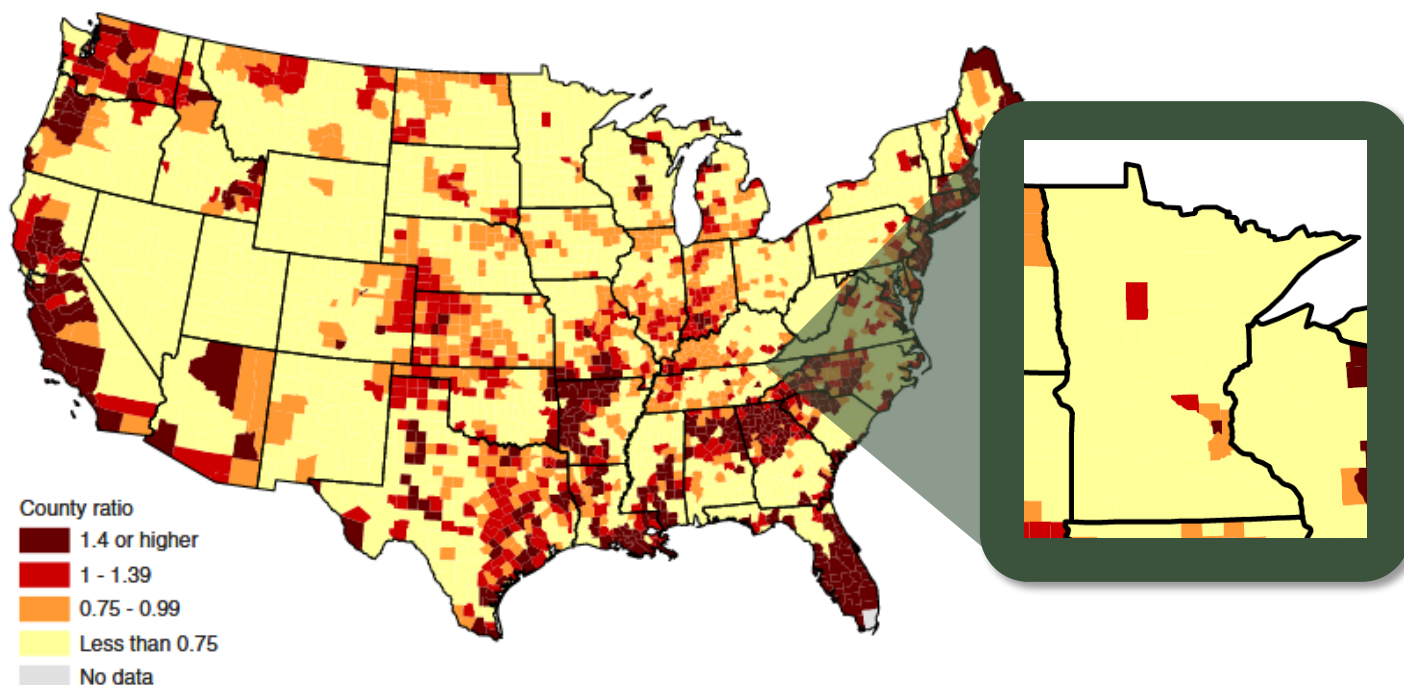 County ratio
1.4 or higher
1 - 1.39
0.75 - 0.99
Less than 0.75
No data